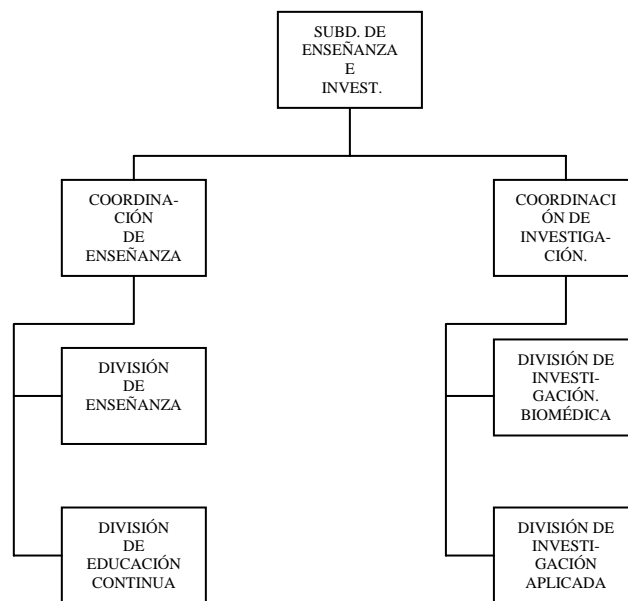 SUBD. DE
ENSEÑANZA
E
INVEST.
COORDINA-
CIÓN
DE
ENSEÑANZA
COORDINACI
ÓN DE
INVESTIGA-
CIÓN.
DIVISIÓN
DE
ENSEÑANZA
DIVISIÓN DE
INVESTI-
GACIÓN.
BIOMÉDICA
DIVISIÓN
DE
EDUCACIÓN
CONTINUA
DIVISIÓN DE
INVESTI-
GACIÓN
APLICADA